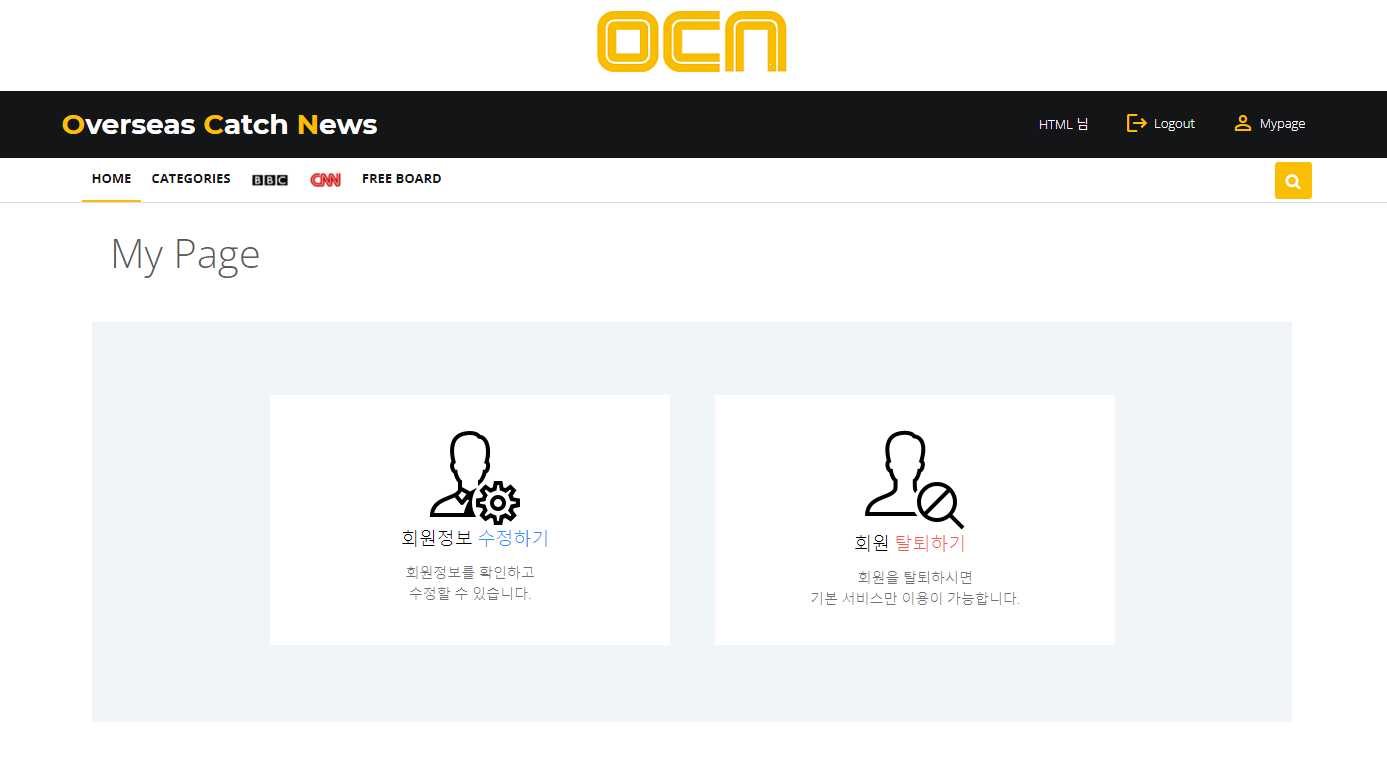 OCN
Overseas Catch News
HTML 님 Logout Mypage
HOME CATEGORIES BBC CNN FREE BOARD
My Page
회원정보 수정하기
회원정보를 확인하고
수정할 수 있습니다.
회원 탈퇴하기
회원을 탈퇴하시면
기본 서비스만 이용이 가능합니다.